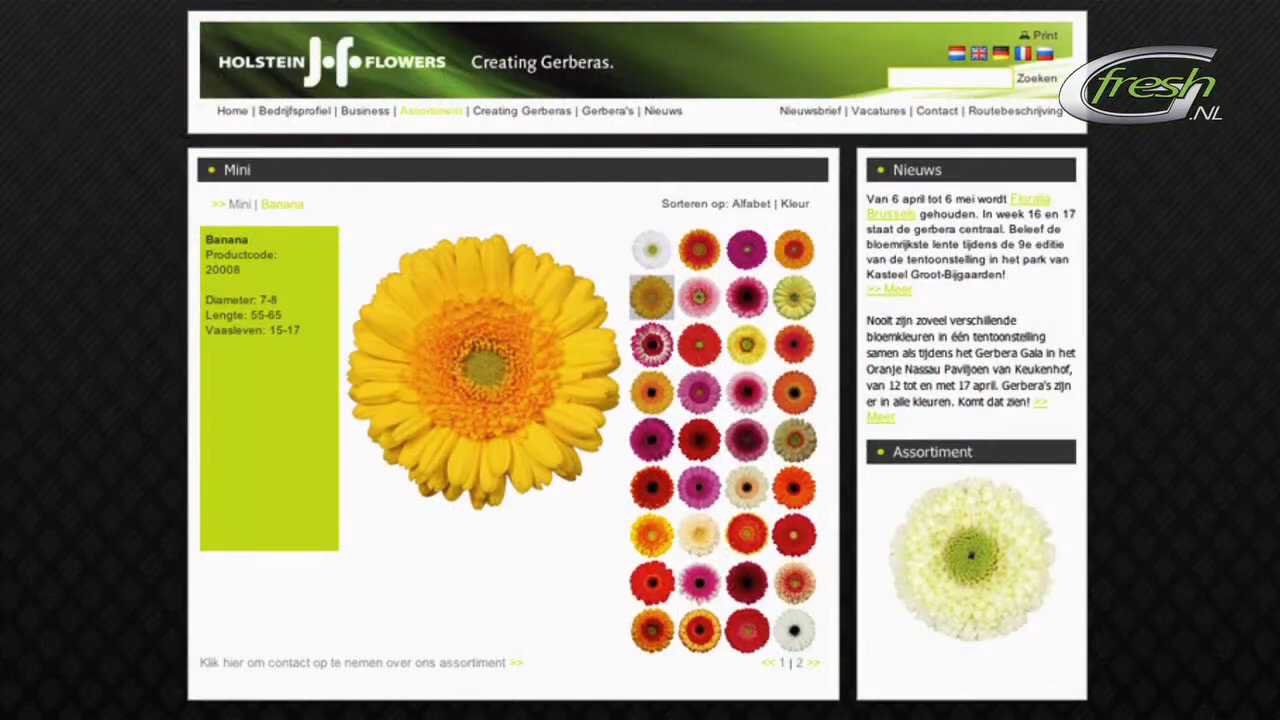 HOLSTEIN FLOWERS Creating Gerberas.
Print
Zoeken
fresh
.NL
Home | Bedrijfsprofiel | Business | Assortiment | Creating Gerberas | Gerbera's | Nieuws
Nieuwsbrief | Vacatures | Contact | Routebeschrijving
Mini
>> Mini | Banana
Sorteren op: Alfabet | Kleur
Banana
Productcode:
20008
Diameter: 7-8
Lengte: 55-65
Vaasleven: 15-17
Klik hier om contact op te nemen over ons assortiment >>
<< 1 | 2 >>
Nieuws
Van 6 april tot 6 mei wordt Floralia
Brussels gehouden. In week 16 en 17
staat de gerbera centraal. Beleef de
bloemrijkste lente tijdens de 9e editie
van de tentoonstelling in het park van
Kasteel Groot-Bijgaarden!
>> Meer
Nooit zijn zoveel verschillende
bloemkleuren in één tentoonstelling
samen als tijdens het Gerbera Gala in het
Oranje Nassau Paviljoen van Keukenhof,
van 12 tot en met 17 april. Gerbera's zijn
er in alle kleuren. Komt dat zien! >>
Meer
Assortiment